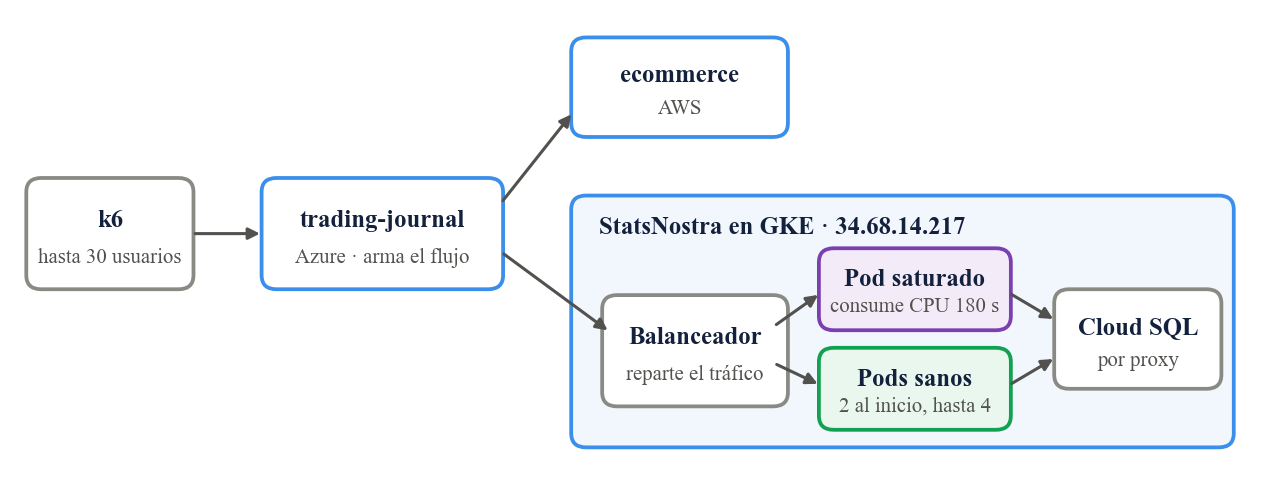 ecommerce
AWS
k6
hasta 30 usuarios
trading-journal
Azure · arma el flujo
StatsNostra en GKE · 34.68.14.217
Balanceador
reparte el tráfico
Pod saturado
consume CPU 180 s
Pods sanos
2 al inicio, hasta 4
Cloud SQL
por proxy